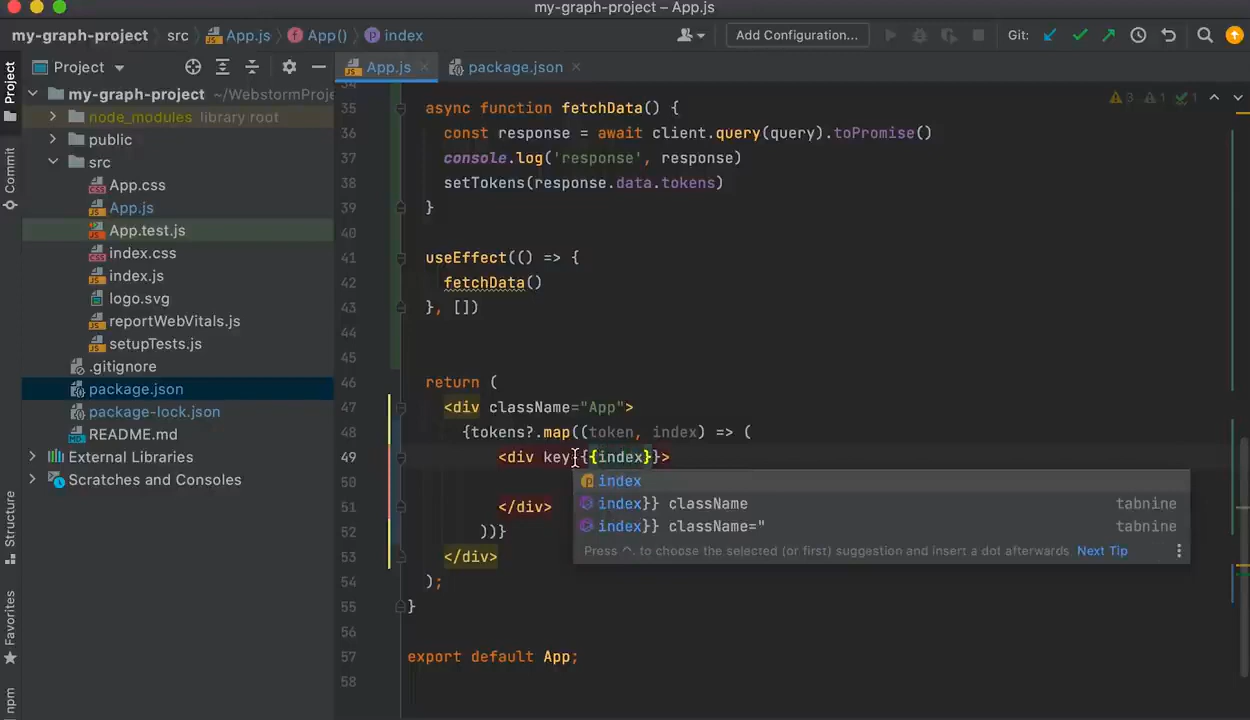 my-graph-project – App.js
my-graph-project src App.js App() index Add Configuration... Git:
Project App.js package.json
my-graph-project ~/WebstormProje
node_modules library root
public
src
App.css
App.js
App.test.js
index.css
index.js
logo.svg
reportWebVitals.js
setupTests.js
.gitignore
package.json
package-lock.json
README.md
External Libraries
Scratches and Consoles
Project
Commit
Structure
Favorites
npm
3 1 1
34
35 async function fetchData() {
36 const response = await client.query(query).toPromise()
37 console.log('response', response)
38 setTokens(response.data.tokens)
39 }
40
41 useEffect(() => {
42 fetchData()
43 }, [])
44
45
46 return (
47 <div className="App">
48 {tokens?.map((token, index) => (
49 <div key={{index}}>
50
51 </div>
52 ))}
53 </div>
54 );
55 }
56
57 export default App;
58
index
index}} className tabnine
index}} className=" tabnine
Press ^. to choose the selected (or first) suggestion and insert a dot afterwards Next Tip